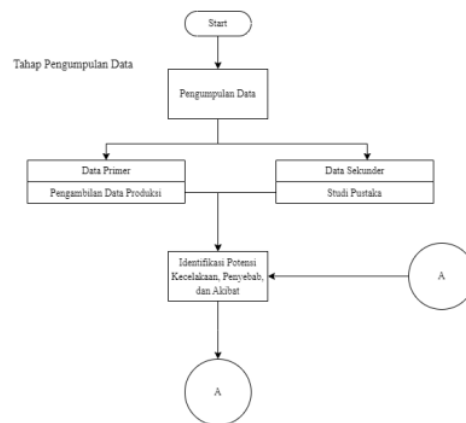 Start
Tahap Pengumpulan Data
Pengumpulan Data
Data Primer
Pengambilan Data Produksi
Data Sekunder
Studi Pustaka
Identifikasi Potensi
Kecelakaan, Penyebab,
dan Akibat
A
A